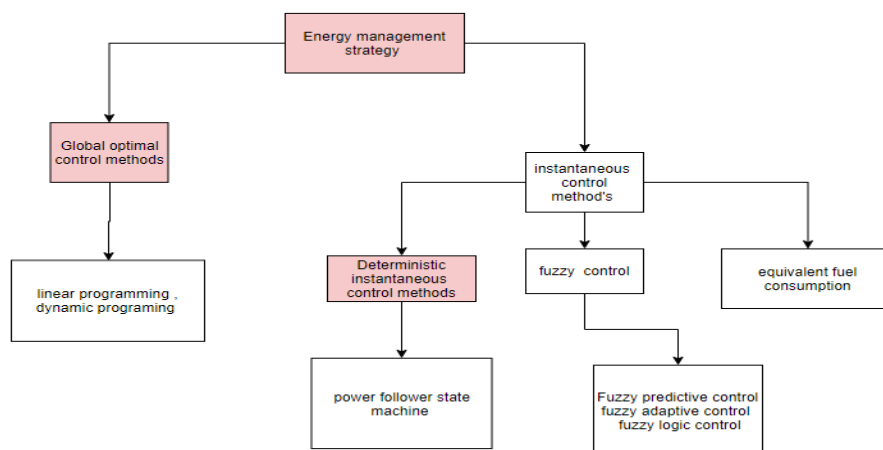 Energy management
strategy
Global optimal
control methods
instantaneous
control
method's
linear programming ,
dynamic programing
Deterministic
instantaneous
control methods
fuzzy control
equivalent fuel
consumption
power follower state
machine
Fuzzy predictive control
fuzzy adaptive control
fuzzy logic control